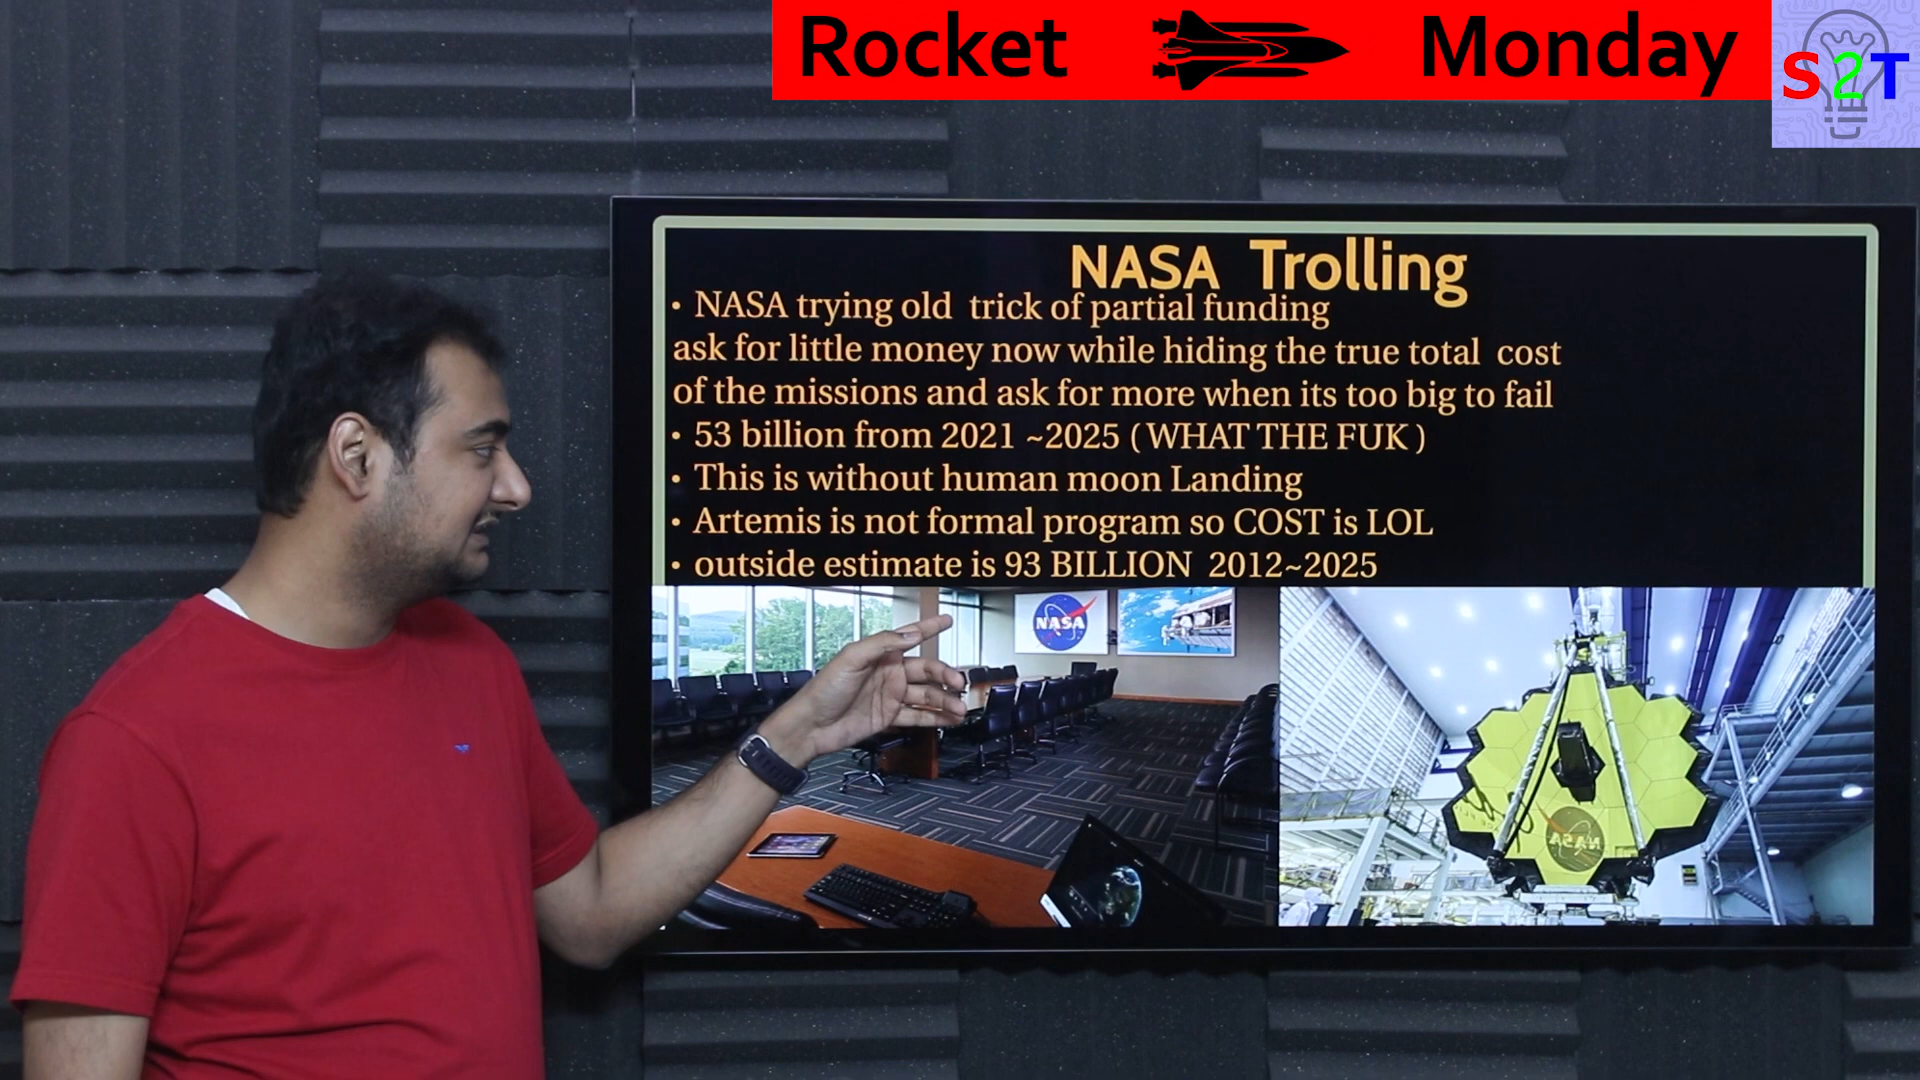 Rocket Monday
S2T
NASA Trolling
• NASA trying old trick of partial funding
ask for little money now while hiding the true total cost
of the missions and ask for more when its too big to fail
• 53 billion from 2021 ~2025 ( WHAT THE FUK )
• This is without human moon Landing
• Artemis is not formal program so COST is LOL
• outside estimate is 93 BILLION 2012~2025
NASA
NASA